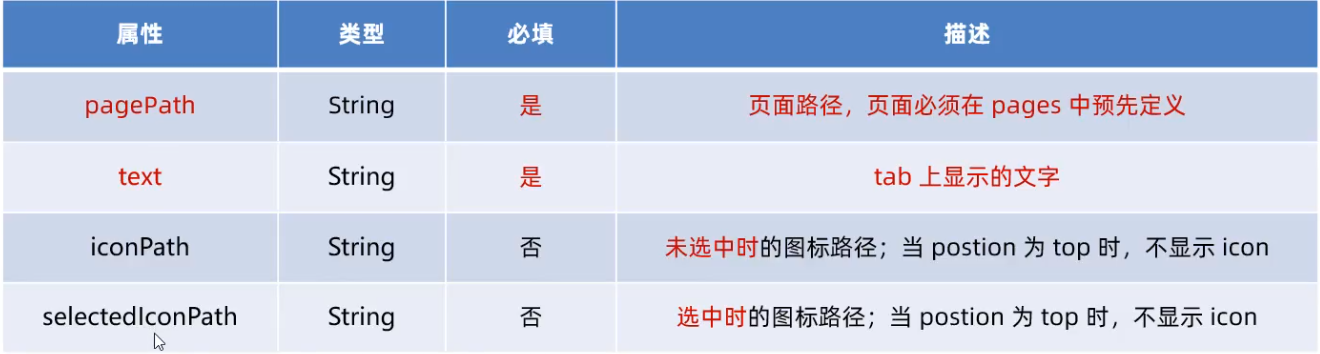 属性 类型 必填 描述
pagePath String 是 页面路径，页面必须在 pages 中预先定义
text String 是 tab 上显示的文字
iconPath String 否 未选中时的图标路径；当 postion 为 top 时，不显示 icon
selectedIconPath String 否 选中时的图标路径；当 postion 为 top 时，不显示 icon